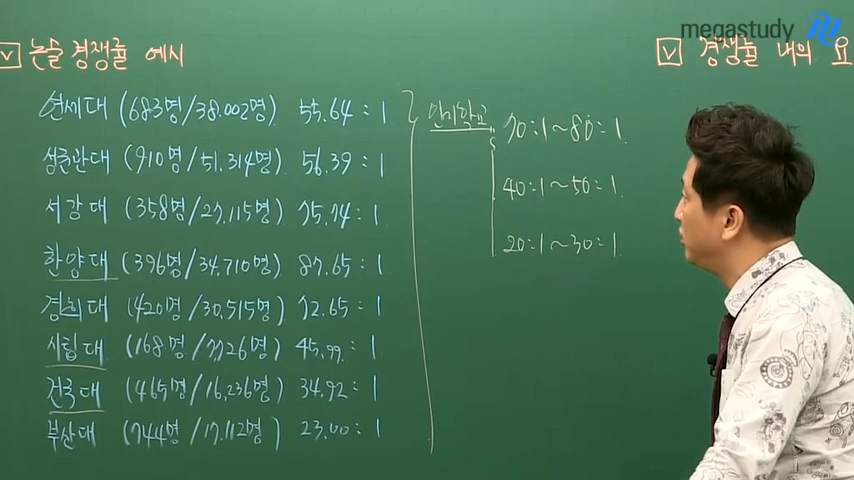 megastudy
V 논술 경쟁률 예시
V 경쟁률 내의 요
연세대 (683명/38.002명) 55.64 : 1
성균관대 (910명/51.314명) 56.39 : 1
서강대 (358명/27,115명) 75.74 : 1
한양대 (396명/34.710명) 87.65 : 1
경희대 (420명/30,515명) 72.65 : 1
시립대 (168명/7,726명) 45.99. : 1
건국대 (465명/16,236명) 34.92 : 1
부산대 (744명/17.112명) 23.00 : 1
인기학교 70:1~80:1.
40:1~50:1.
20:1~30:1.